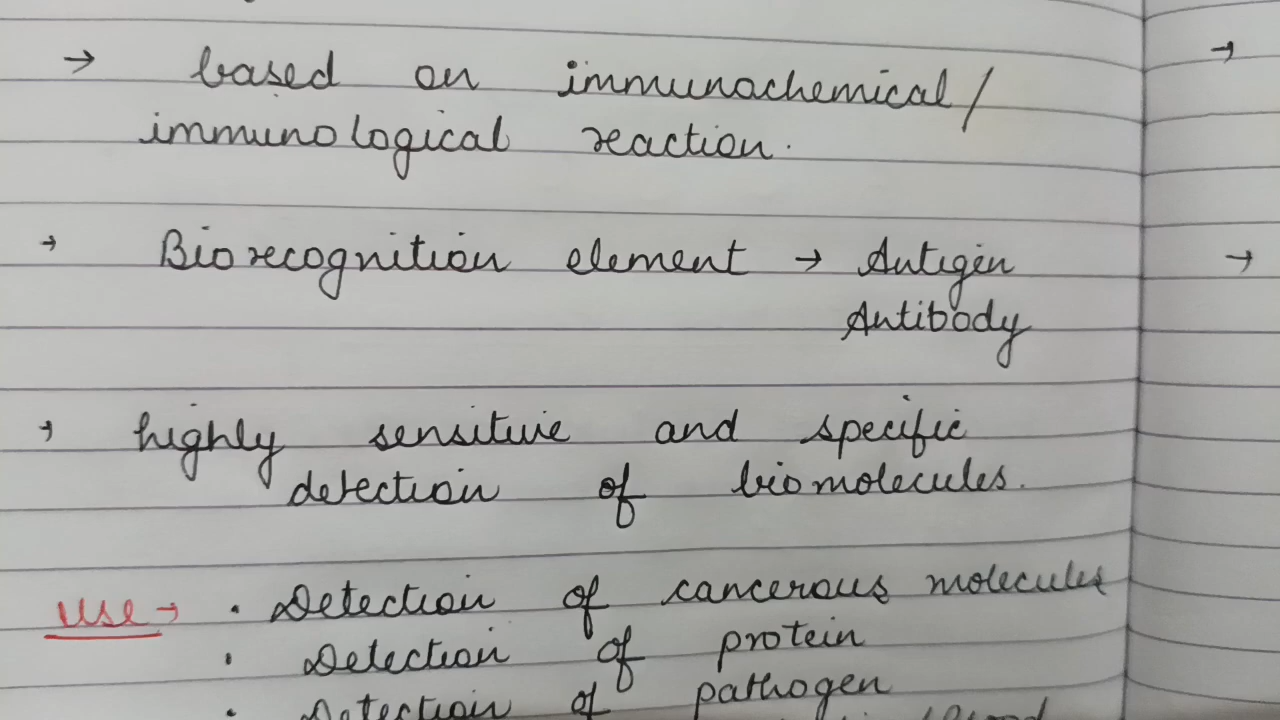 → based on immunochemical/
immunological reaction.
→ Biorecognition element → Antigen
Antibody
→ highly sensitive and specific
detection of biomolecules.
Use → • Detection of cancerous molecules
• Detection of protein
• Detection of pathogen